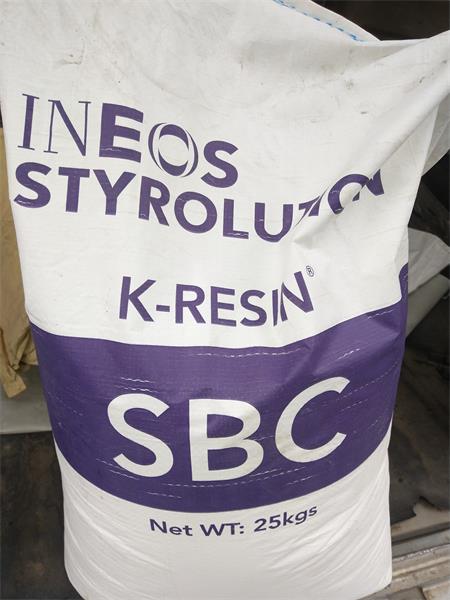 INEOS
STYROLUTION
K-RESIN®
SBC
Net WT: 25kgs